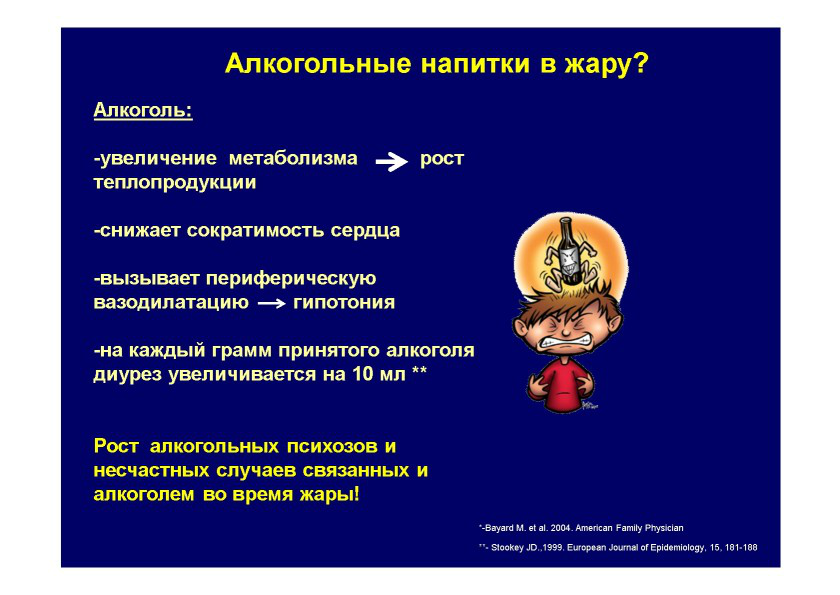 Алкогольные напитки в жару?
Алкоголь:
-увеличение метаболизма → рост
теплопродукции
-снижает сократимость сердца
-вызывает периферическую
вазодилатацию → гипотония
-на каждый грамм принятого алкоголя
диурез увеличивается на 10 мл **
Рост алкогольных психозов и
несчастных случаев связанных и
алкоголем во время жары!
*-Bayard M. et al. 2004. American Family Physician
**- Stookey JD.,1999. European Journal of Epidemiology, 15, 181-188